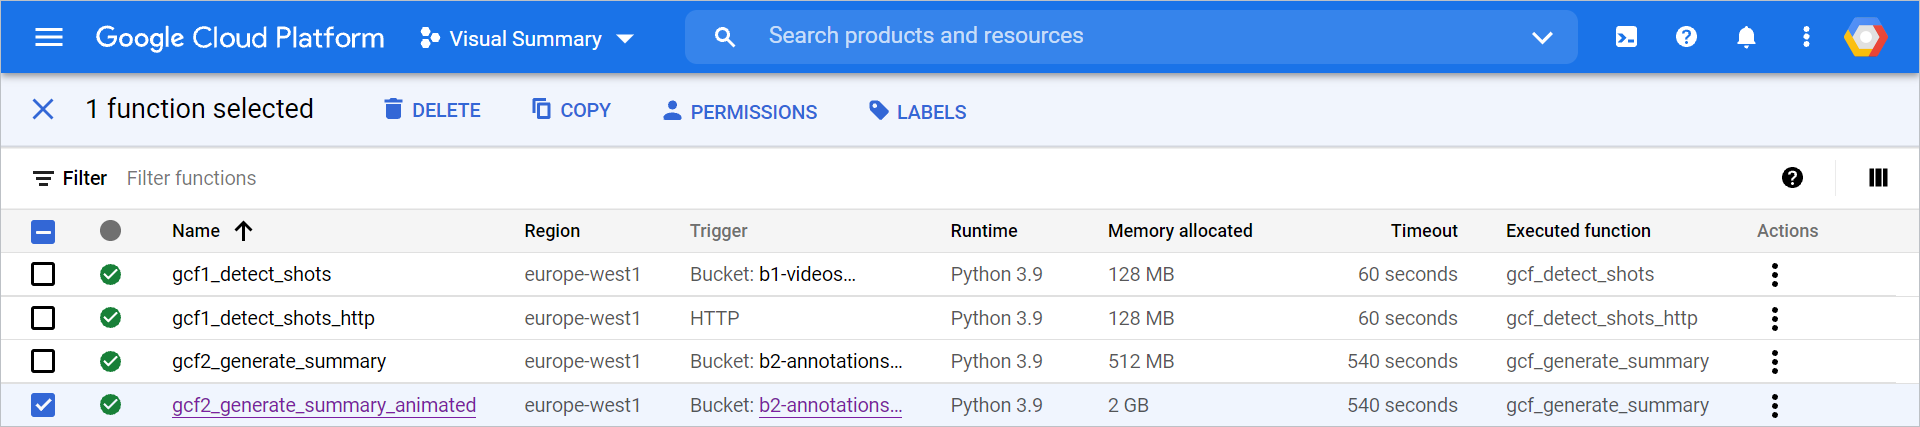 Google Cloud Platform Visual Summary Search products and resources
1 function selected DELETE COPY PERMISSIONS LABELS
Filter Filter functions
Name Region Trigger Runtime Memory allocated Timeout Executed function Actions
gcf1_detect_shots europe-west1 Bucket: b1-videos... Python 3.9 128 MB 60 seconds gcf_detect_shots
gcf1_detect_shots_http europe-west1 HTTP Python 3.9 128 MB 60 seconds gcf_detect_shots_http
gcf2_generate_summary europe-west1 Bucket: b2-annotations... Python 3.9 512 MB 540 seconds gcf_generate_summary
gcf2_generate_summary_animated europe-west1 Bucket: b2-annotations... Python 3.9 2 GB 540 seconds gcf_generate_summary